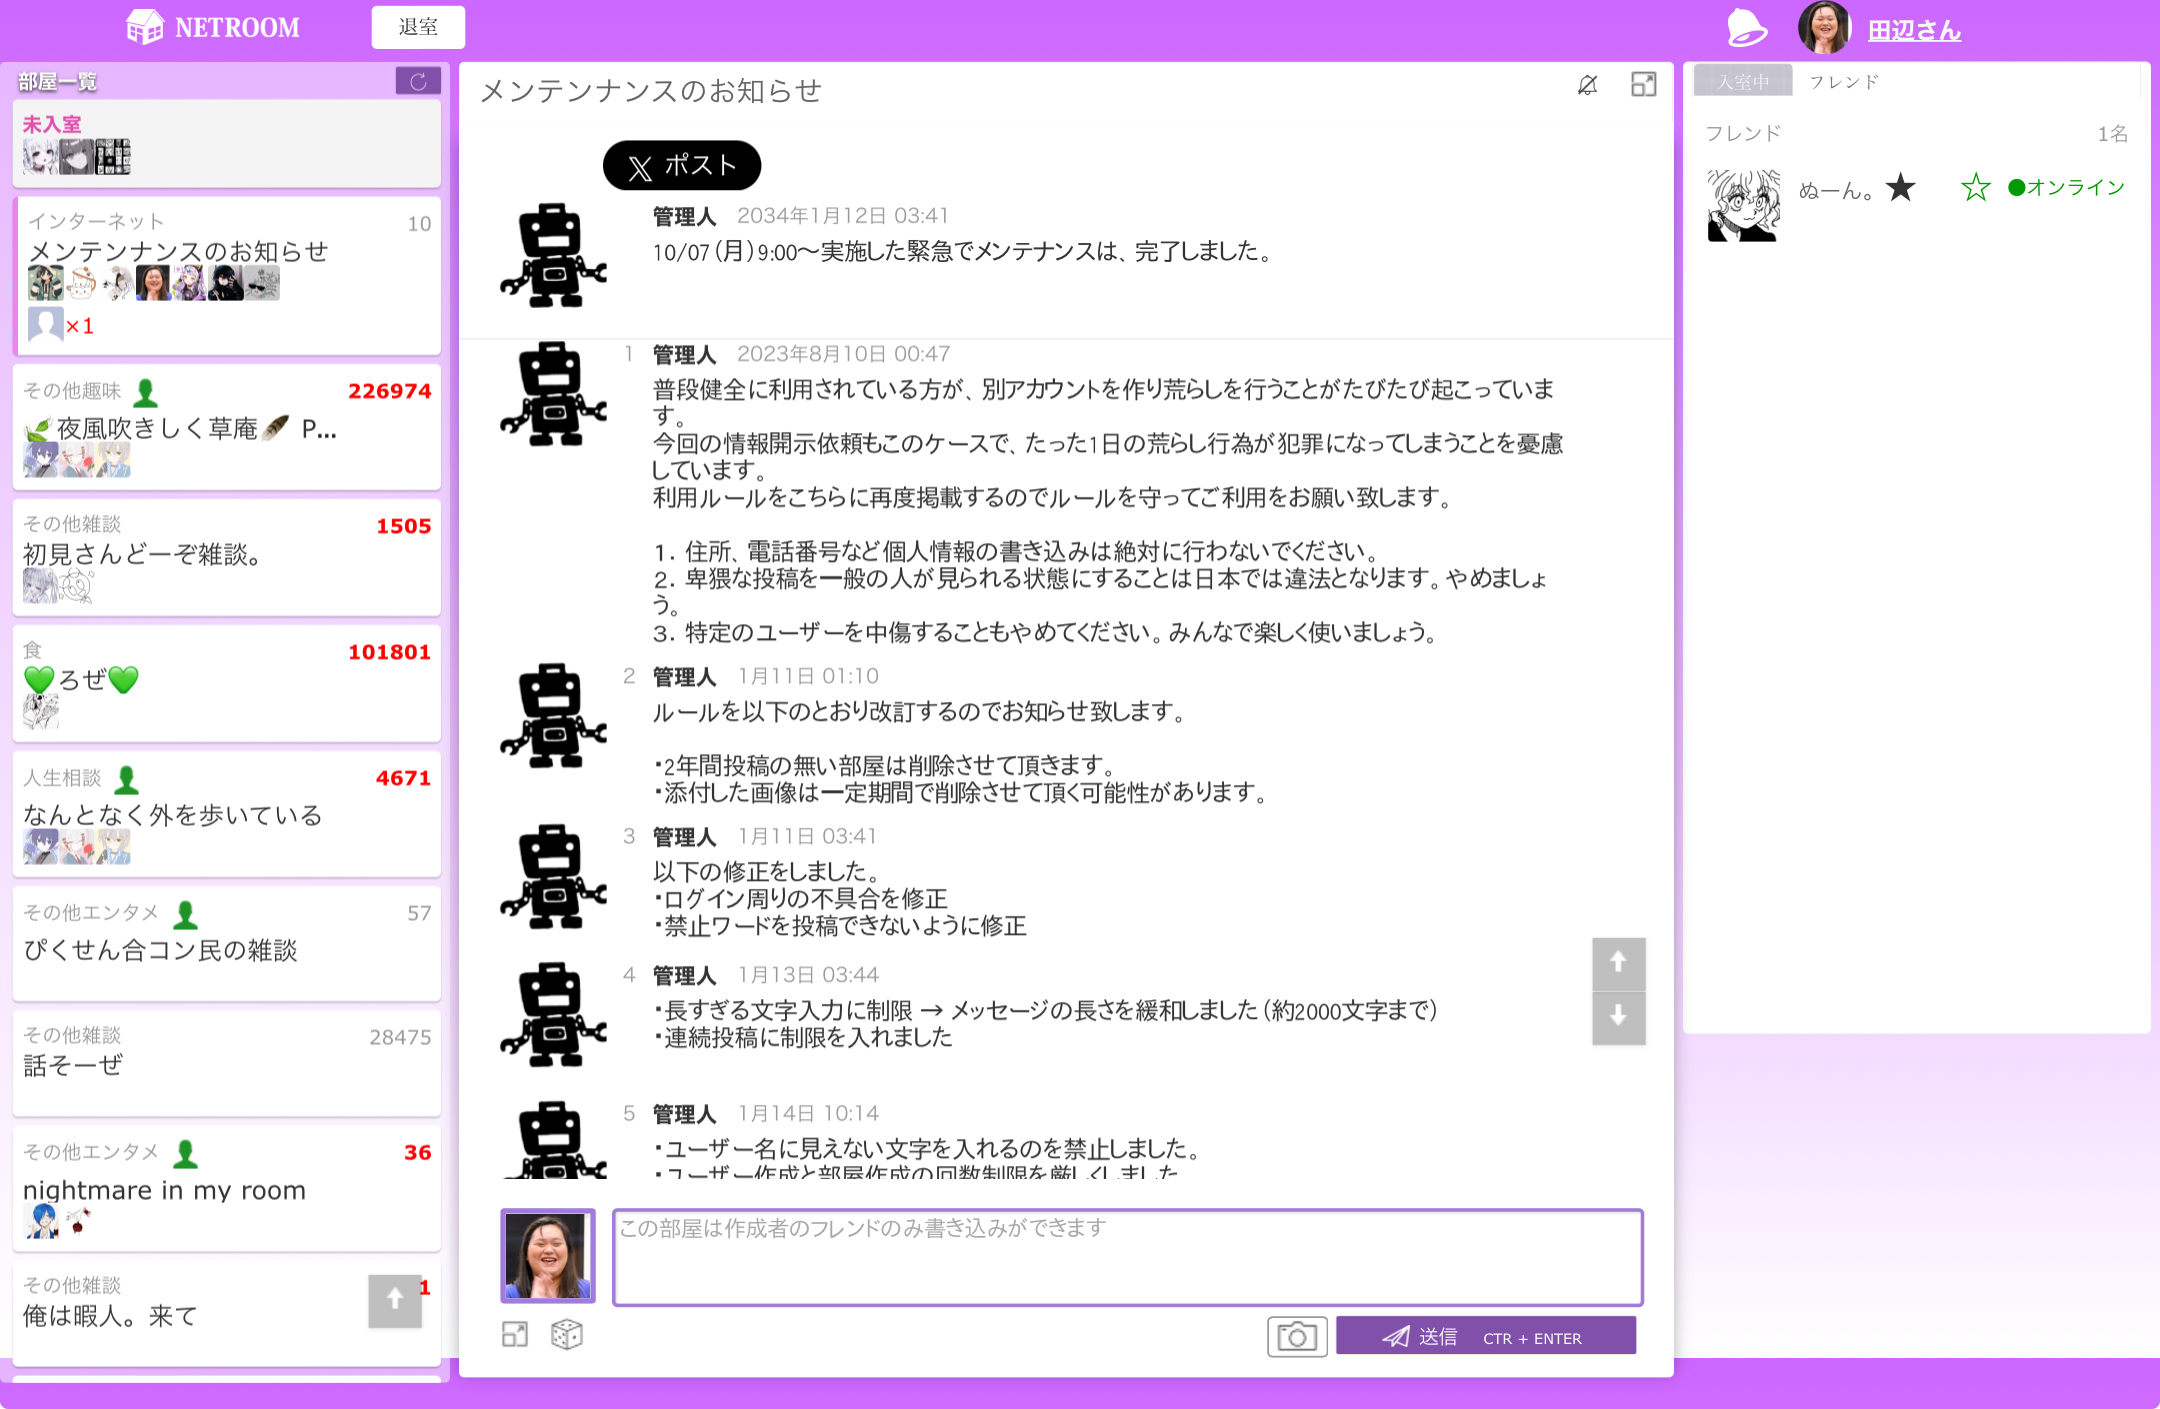 NETROOM
退室
田辺さん
部屋一覧
未入室
インターネット
10
メンテンナンスのお知らせ
×1
その他趣味
226974
夜風吹きしく草庵 P...
その他雑談
1505
初見さんどーぞ雑談。
食
101801
💚ろぜ💚
人生相談
4671
なんとなく外を歩いている
その他エンタメ
57
ぴくせん合コン民の雑談
その他雑談
28475
話そーぜ
その他エンタメ
36
nightmare in my room
その他雑談
1
俺は暇人。来て
メンテンナンスのお知らせ
X ポスト
管理人 2034年1月12日 03:41
10/07(月)9:00〜実施した緊急でメンテナンスは、完了しました。
1 管理人 2023年8月10日 00:47
普段健全に利用されている方が、別アカウントを作り荒らしを行うことがたびたび起こっていま
す。
今回の情報開示依頼もこのケースで、たった1日の荒らし行為が犯罪になってしまうことを憂慮
しています。
利用ルールをこちらに再度掲載するのでルールを守ってご利用をお願い致します。
1. 住所、電話番号など個人情報の書き込みは絶対に行わないでください。
2. 卑猥な投稿を一般の人が見られる状態にすることは日本では違法となります。やめましょ
う。
3. 特定のユーザーを中傷することもやめてください。みんなで楽しく使いましょう。
2 管理人 1月11日 01:10
ルールを以下のとおり改訂するのでお知らせ致します。
・2年間投稿の無い部屋は削除させて頂きます。
・添付した画像は一定期間で削除させて頂く可能性があります。
3 管理人 1月11日 03:41
以下の修正をしました。
・ログイン周りの不具合を修正
・禁止ワードを投稿できないように修正
4 管理人 1月13日 03:44
・長すぎる文字入力に制限 → メッセージの長さを緩和しました(約2000文字まで)
・連続投稿に制限を入れました
5 管理人 1月14日 10:14
・ユーザー名に見えない文字を入れるのを禁止しました。
・ユーザー作成と部屋作成の回数制限を厳しくしました
この部屋は作成者のフレンドのみ書き込みができます
送信 CTR + ENTER
入室中 フレンド
フレンド 1名
ぬーん。★ ☆ ●オンライン